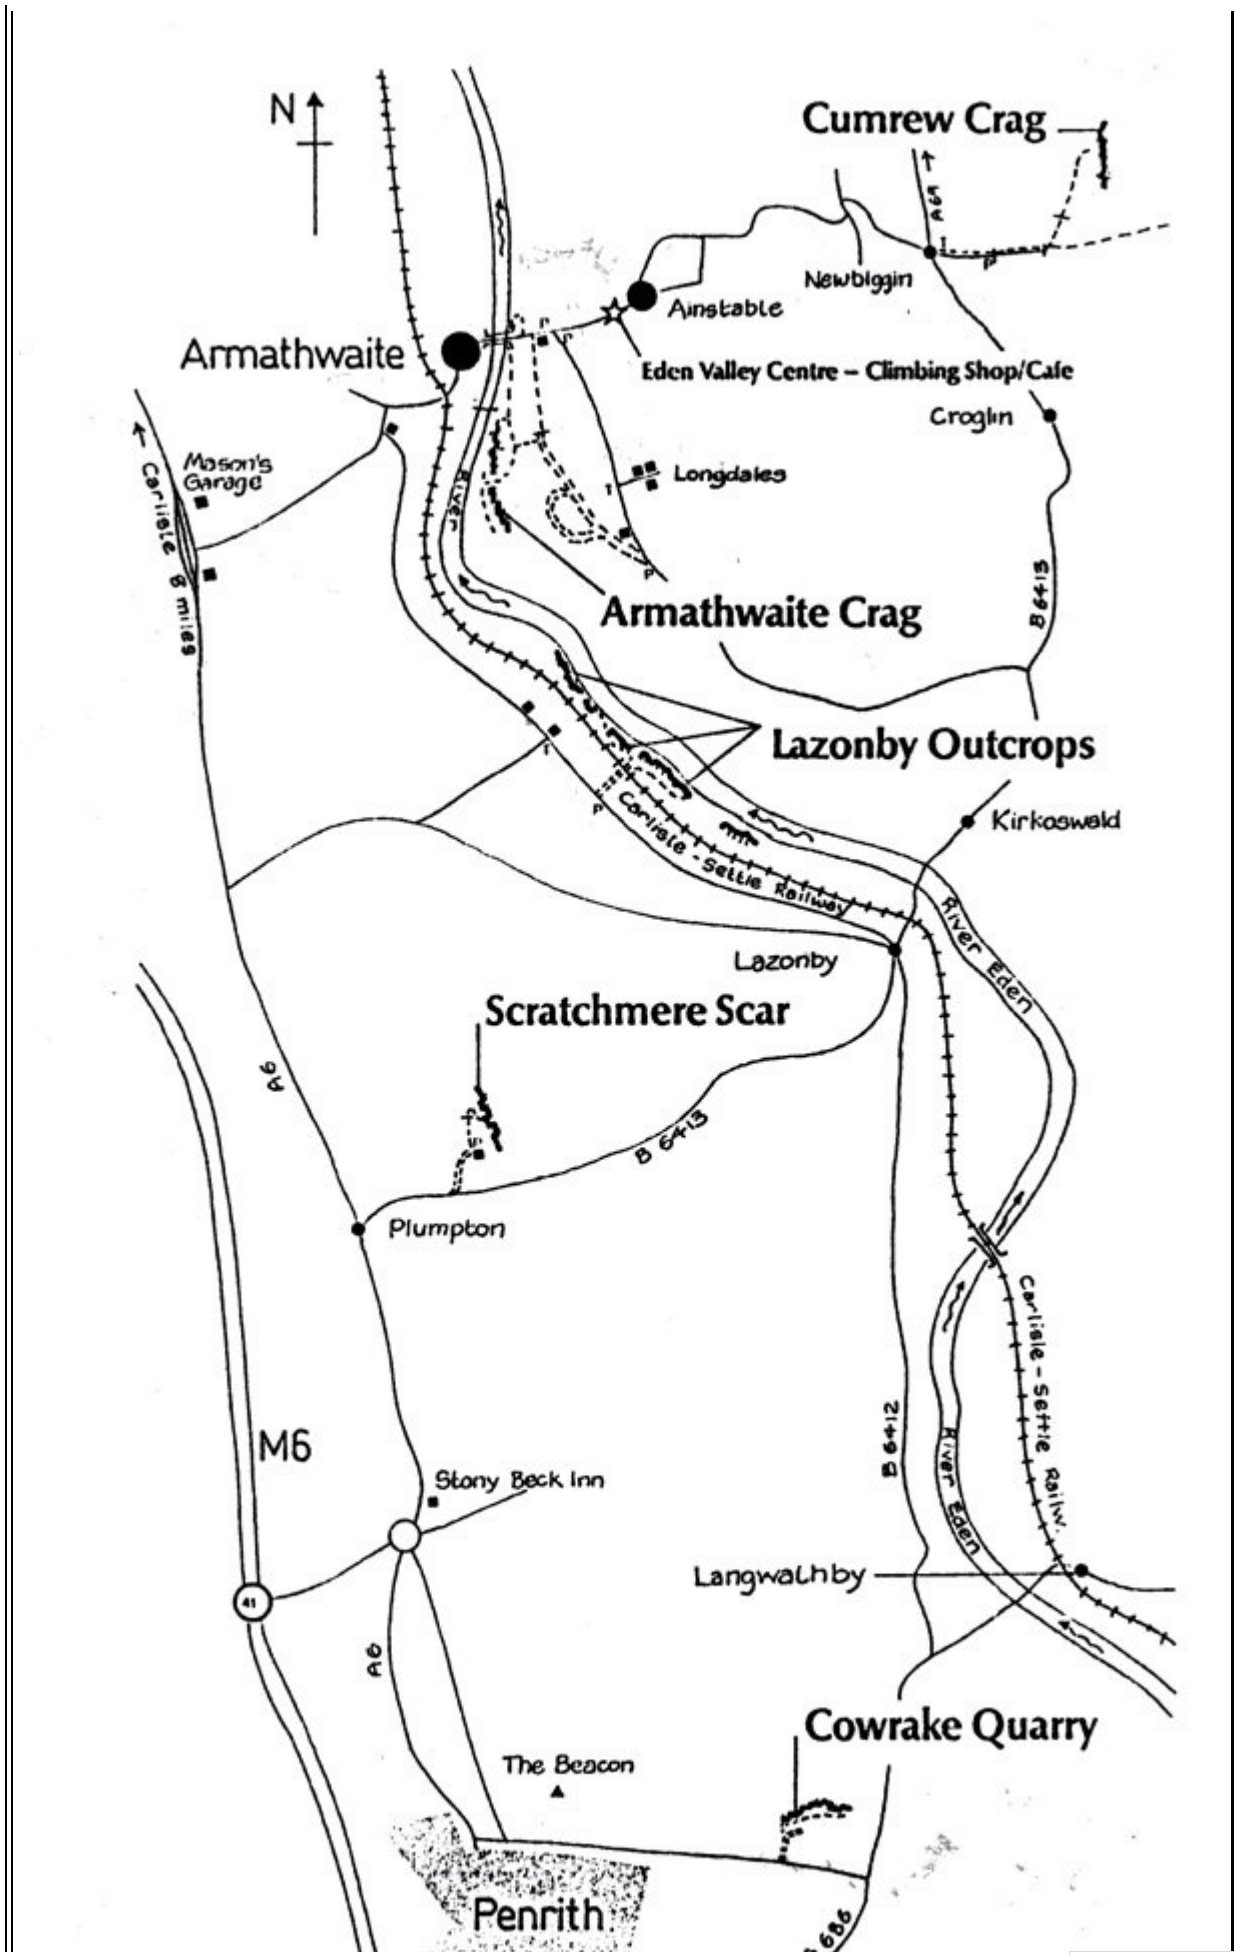 N
Cumrew Crag
A69
Newbiggin
Ainstable
Armathwaite
Eden Valley Centre – Climbing Shop/Cafe
Croglin
Mason's
Garage
Longdales
River
Carlisle 8 miles
T
T
P
P
Armathwaite Crag
B6413
Lazonby Outcrops
T
P
Carlisle - Settle Railway
Kirkoswald
River Eden
Lazonby
Scratchmere Scar
A6
B 6413
Plumpton
Carlisle - Settle Railw.
M6
B 6412
Stony Beck Inn
River Eden
Langwathby
41
A6
Cowrake Quarry
The Beacon
Penrith
686